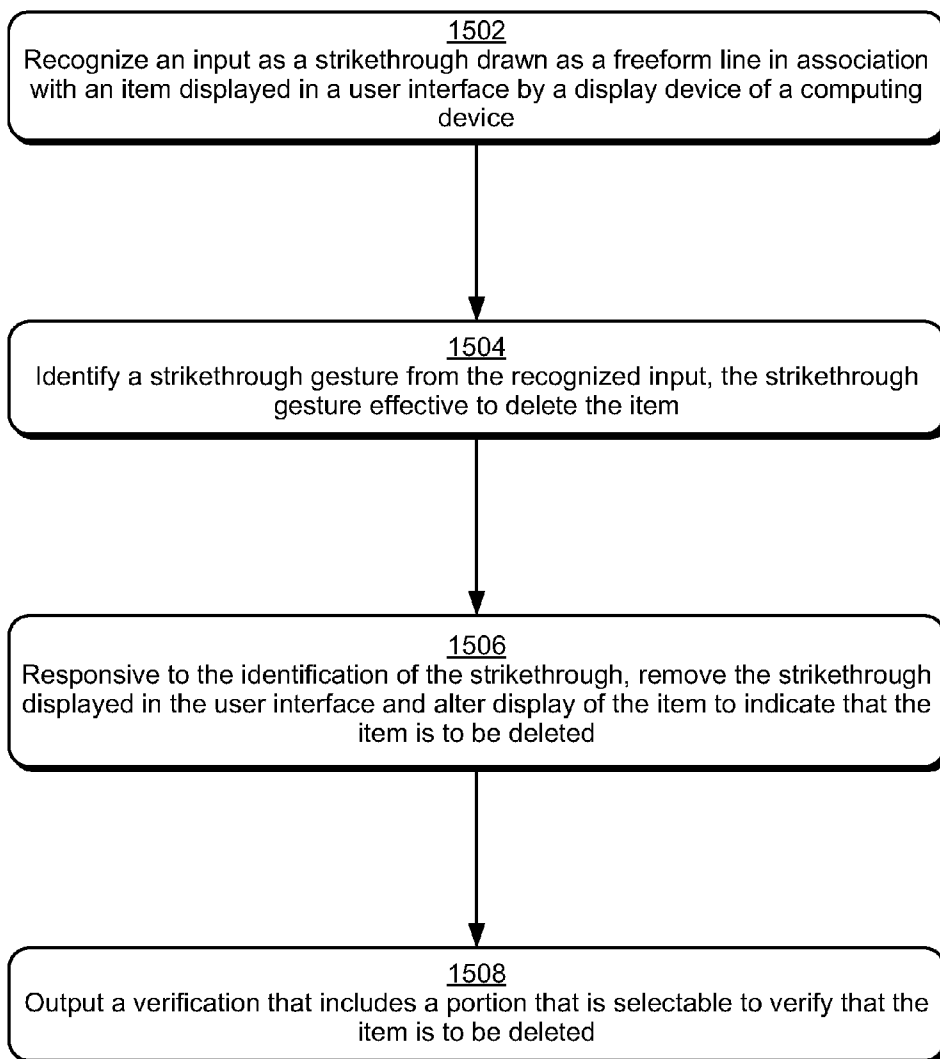 1502
Recognize an input as a strikethrough drawn as a freeform line in association
with an item displayed in a user interface by a display device of a computing
device
1504
Identify a strikethrough gesture from the recognized input, the strikethrough
gesture effective to delete the item
1506
Responsive to the identification of the strikethrough, remove the strikethrough
displayed in the user interface and alter display of the item to indicate that the
item is to be deleted
1508
Output a verification that includes a portion that is selectable to verify that the
item is to be deleted